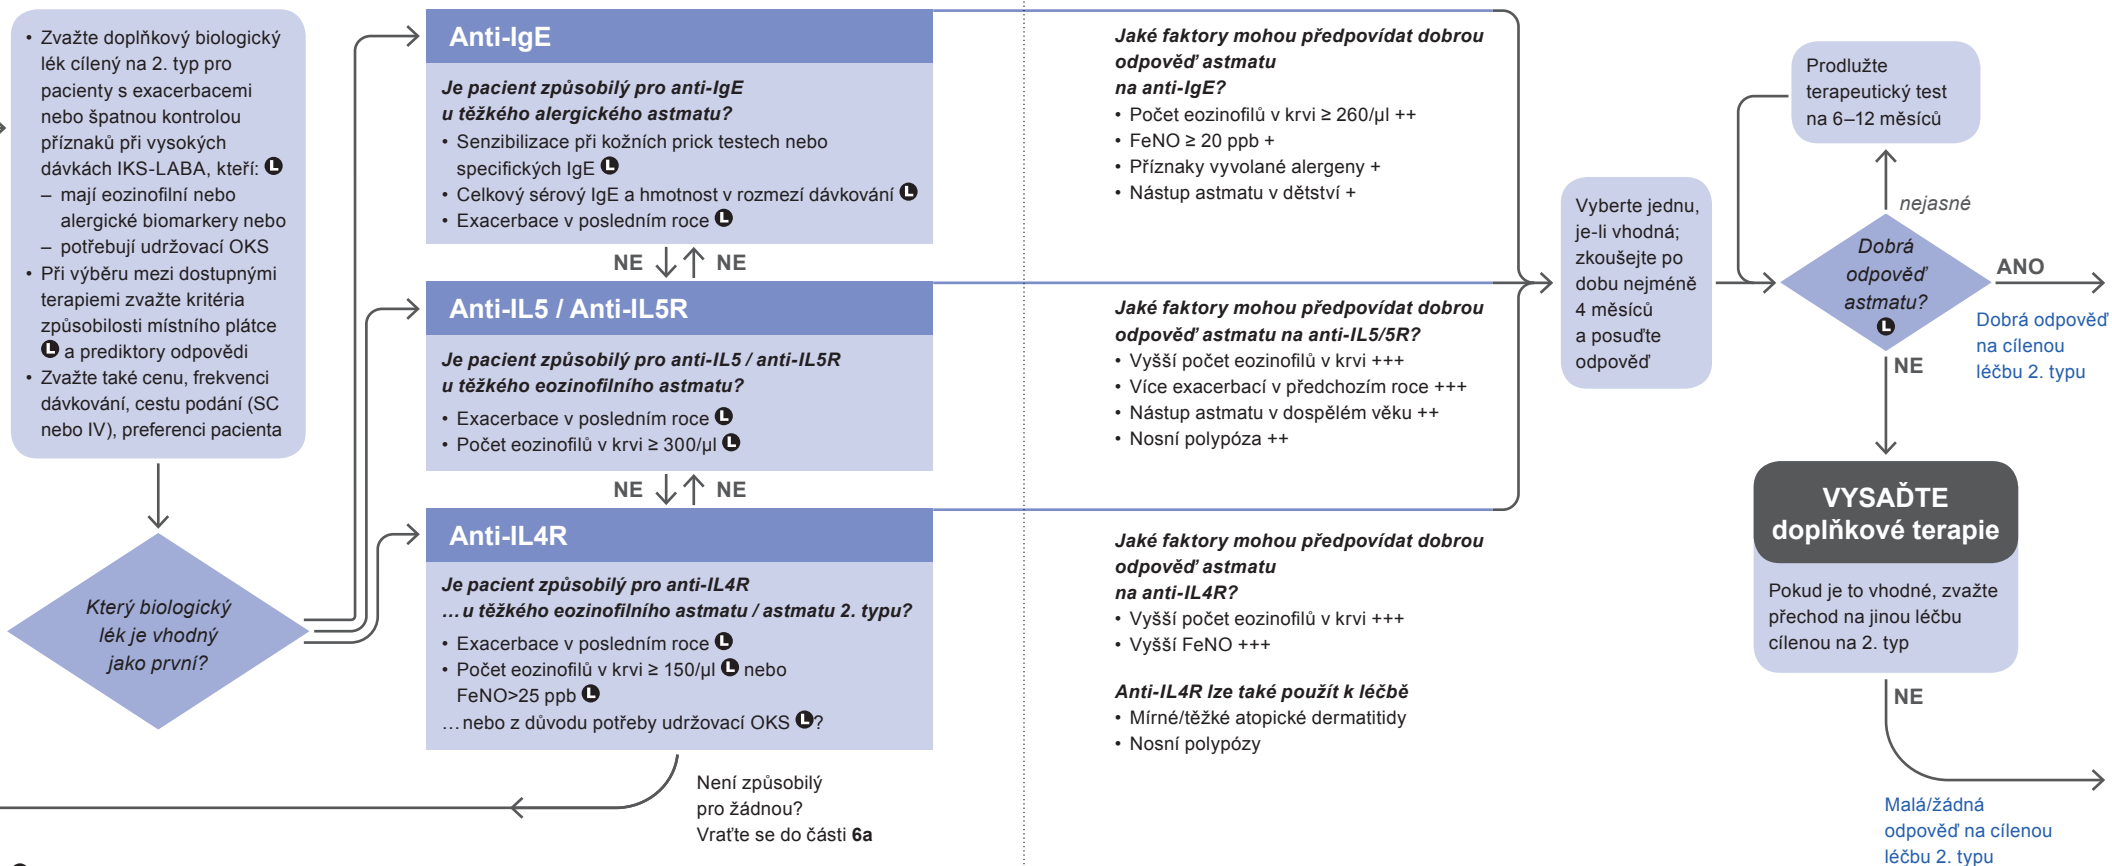 • Zvažte doplňkový biologický
lék cílený na 2. typ pro
pacienty s exacerbacemi
nebo špatnou kontrolou
příznaků při vysokých
dávkách IKS-LABA, kteří: L
– mají eozinofilní nebo
alergické biomarkery nebo
– potřebují udržovací OKS
• Při výběru mezi dostupnými
terapiemi zvažte kritéria
způsobilosti místního plátce
L a prediktory odpovědi
• Zvažte také cenu, frekvenci
dávkování, cestu podání (SC
nebo IV), preferenci pacienta
Který biologický
lék je vhodný
jako první?
Anti-IgE
Je pacient způsobilý pro anti-IgE
u těžkého alergického astmatu?
• Senzibilizace při kožních prick testech nebo
specifických IgE L
• Celkový sérový IgE a hmotnost v rozmezí dávkování L
• Exacerbace v posledním roce L
NE NE
Anti-IL5 / Anti-IL5R
Je pacient způsobilý pro anti-IL5 / anti-IL5R
u těžkého eozinofilního astmatu?
• Exacerbace v posledním roce L
• Počet eozinofilů v krvi ≥ 300/μl L
NE NE
Anti-IL4R
Je pacient způsobilý pro anti-IL4R
…u těžkého eozinofilního astmatu / astmatu 2. typu?
• Exacerbace v posledním roce L
• Počet eozinofilů v krvi ≥ 150/μl L nebo
FeNO>25 ppb L
…nebo z důvodu potřeby udržovací OKS L?
Není způsobilý
pro žádnou?
Vraťte se do části 6a
Jaké faktory mohou předpovídat dobrou
odpověď astmatu
na anti-IgE?
• Počet eozinofilů v krvi ≥ 260/μl ++
• FeNO ≥ 20 ppb +
• Příznaky vyvolané alergeny +
• Nástup astmatu v dětství +
Jaké faktory mohou předpovídat dobrou
odpověď astmatu na anti-IL5/5R?
• Vyšší počet eozinofilů v krvi +++
• Více exacerbací v předchozím roce +++
• Nástup astmatu v dospělém věku ++
• Nosní polypóza ++
Jaké faktory mohou předpovídat dobrou
odpověď astmatu
na anti-IL4R?
• Vyšší počet eozinofilů v krvi +++
• Vyšší FeNO +++
Anti-IL4R lze také použít k léčbě
• Mírné/těžké atopické dermatitidy
• Nosní polypózy
Vyberte jednu,
je-li vhodná;
zkoušejte po
dobu nejméně
4 měsíců
a posuďte
odpověď
Prodlužte
terapeutický test
na 6–12 měsíců
nejasné
Dobrá
odpověď
astmatu?
L
ANO
Dobrá odpověď
na cílenou
léčbu 2. typu
NE
VYSAĎTE
doplňkové terapie
Pokud je to vhodné, zvažte
přechod na jinou léčbu
cílenou na 2. typ
NE
Malá/žádná
odpověď na cílenou
léčbu 2. typu